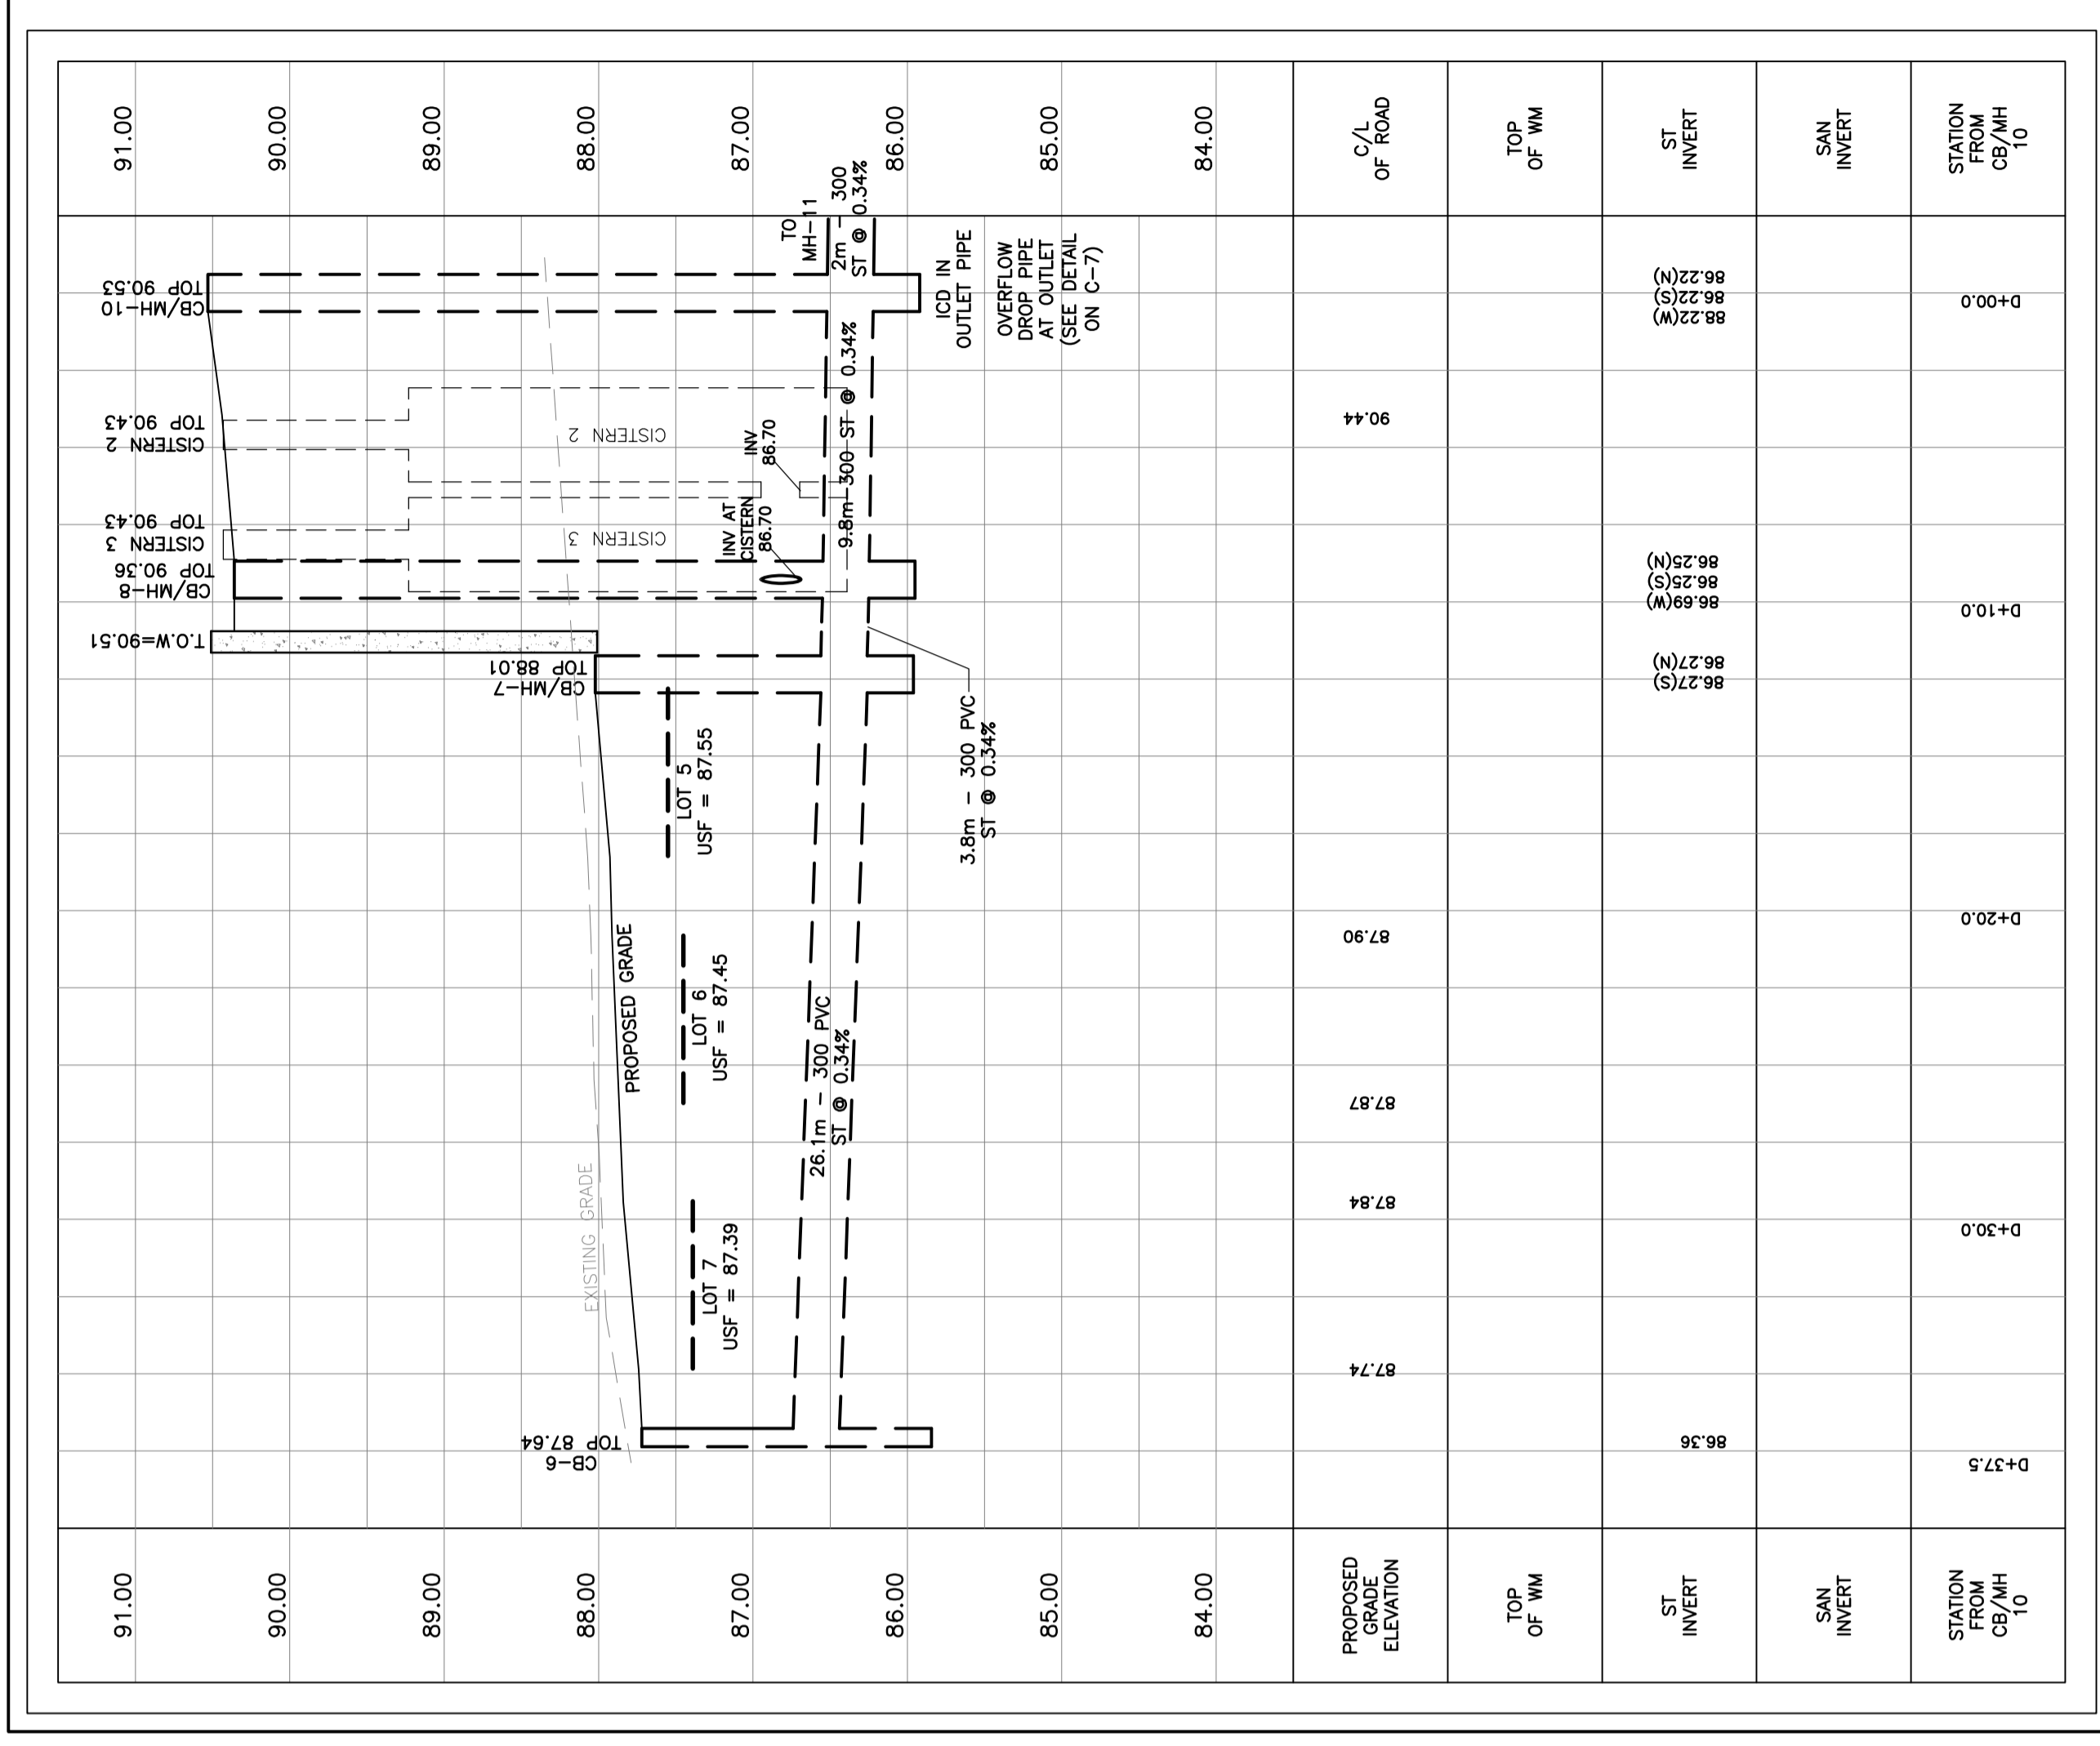 91.00
90.00
89.00
88.00
87.00
86.00
85.00
84.00
PROPOSED
GRADE
ELEVATION
TOP
OF WM
ST
INVERT
SAN
INVERT
STATION
FROM
CB/MH
10
CB-6
TOP 87.64
EXISTING GRADE
PROPOSED GRADE
LOT 7
USF = 87.39
LOT 6
USF = 87.45
LOT 5
USF = 87.55
26.1m - 300 PVC
ST @ 0.34%
3.8m - 300 PVC
ST @ 0.34%
CB/MH-7
TOP 88.01
T.O.W=90.51
CB/MH-8
TOP 90.36
CISTERN 3
TOP 90.43
CISTERN 2
TOP 90.43
CB/MH-10
TOP 90.53
CISTERN 3
CISTERN 2
INV AT
CISTERN
86.70
INV
86.70
9.8m-300 ST @ 0.34%
TO
MH-11
2m - 300
ST @ 0.34%
ICD IN
OUTLET PIPE
OVERFLOW
DROP PIPE
AT OUTLET
(SEE DETAIL
ON C-7)
87.74
87.84
87.87
87.90
90.44
86.36
86.27(S)
86.27(N)
86.69(W)
86.25(S)
86.25(N)
88.22(W)
86.22(S)
86.22(N)
D+37.5
D+30.0
D+20.0
D+10.0
D+00.0
91.00
90.00
89.00
88.00
87.00
86.00
85.00
84.00
C/L
OF ROAD
TOP
OF WM
ST
INVERT
SAN
INVERT
STATION
FROM
CB/MH
10